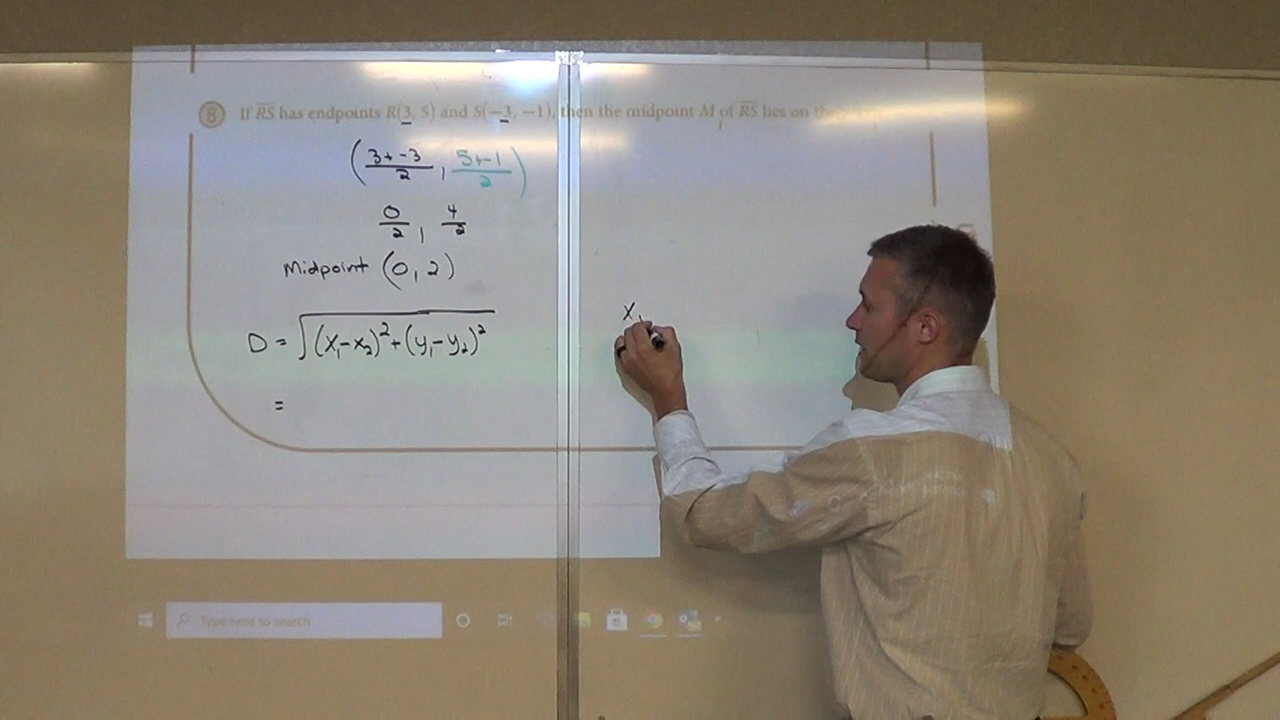 B If RS has endpoints R(3, 5) and S(−3, −1), then the midpoint M of RS lies on the
(3+-3/2, 5+-1/2)
0/2, 4/2
Midpoint (0, 2)
D = √(x₁-x₂)²+(y₁-y₂)²
X₁
=
Type here to search